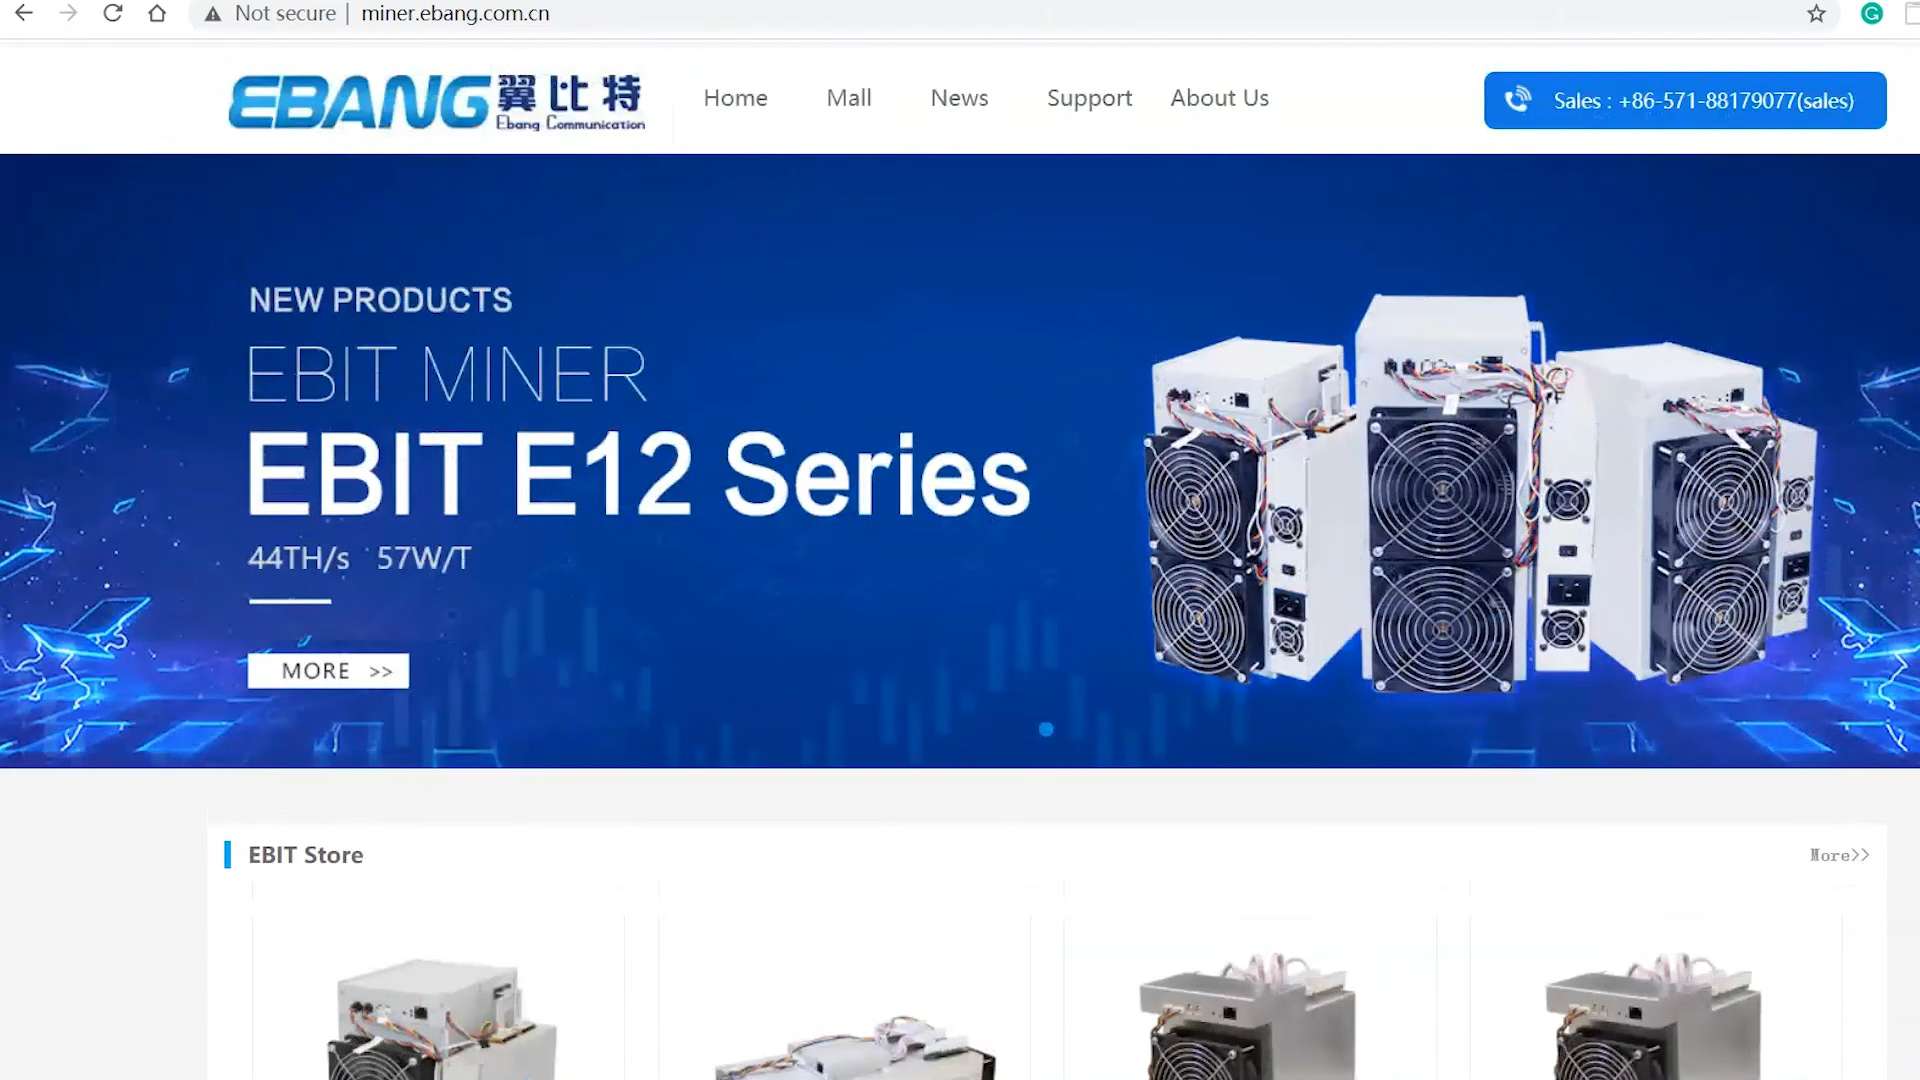 Not secure | miner.ebang.com.cn
EBANG 翼比特
Ebang Communication
Home Mall News Support About Us
Sales : +86-571-88179077(sales)
NEW PRODUCTS
EBIT MINER
EBIT E12 Series
44TH/s 57W/T
MORE >>
EBIT Store
More>>